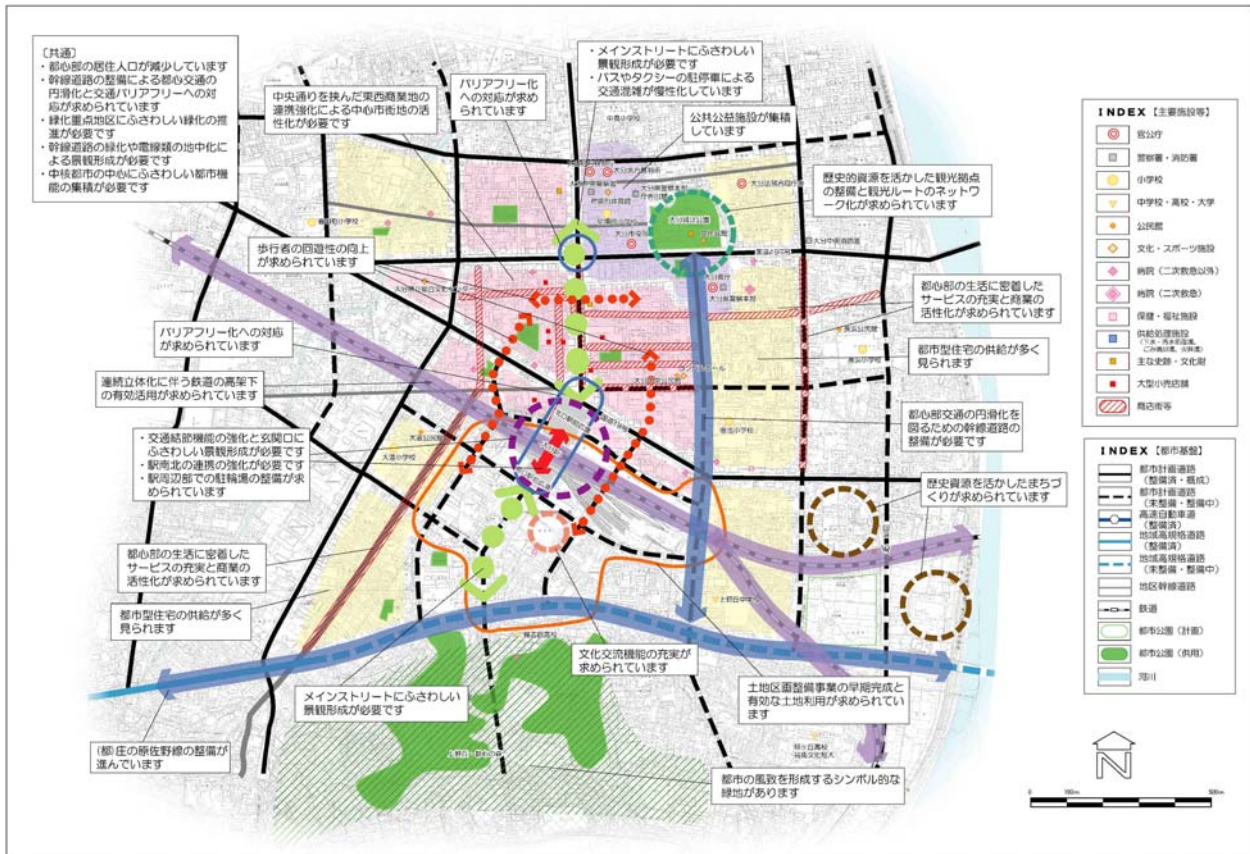 〔共通〕
・都心部の居住人口が減少しています
・幹線道路の整備による都心交通の
円滑化と交通バリアフリーへの対
応が求められています
・緑化重点地区にふさわしい緑化の推
進が必要です
・幹線道路の緑化や電線類の地中化に
よる景観形成が必要です
・中核都市の中心にふさわしい都市機
能の集積が必要です
中央通りを挟んだ東西商業地の
連携強化による中心市街地の活
性化が必要です
バリアフリー化
への対応が求め
られています
・メインストリートにふさわしい
景観形成が必要です
・バスやタクシーの駐停車による
交通混雑が慢性化しています
公共公益施設が集積
しています
歴史的資源を活かした観光拠点
の整備と観光ルートのネットワ
ーク化が求められています
歩行者の回遊性の向上
が求められています
バリアフリー化への対応
が求められています
連続立体化に伴う鉄道の高架下
の有効活用が求められています
・交通結節機能の強化と玄関口に
ふさわしい景観形成が必要です
・駅南北の連携の強化が必要です
・駅周辺部での駐輪場の整備が求
められています
都心部の生活に密着した
サービスの充実と商業の
活性化が求められています
都市型住宅の供給が多く
見られます
都心部交通の円滑化を
図るための幹線道路の
整備が必要です
歴史資源を活かしたまちづ
くりが求められています
都心部の生活に密着した
サービスの充実と商業の
活性化が求められています
都市型住宅の供給が多く
見られます
メインストリートにふさわしい
景観形成が必要です
文化交流機能の充実が
求められています
土地区画整理事業の早期完成と
有効な土地利用が求められてい
ます
(都)庄の原佐野線の整備が
進んでいます
都市の風致を形成するシンボル的な
緑地があります
大分城址公園
大分市役所
大分県庁
大道小学校
長浜小学校
上野丘中学
INDEX【主要施設等】
官公庁
警察署・消防署
小学校
中学校・高校・大学
公民館
文化・スポーツ施設
病院(二次救急以外)
病院(二次救急)
保健・福祉施設
供給処理施設
主な史跡・文化財
大型小売店舗
商店街等
INDEX【都市基盤】
都市計画道路
(整備済・概成)
都市計画道路
(未整備・整備中)
高速自動車道
(整備済)
地域高規格道路
(整備済)
地域高規格道路
(未整備・整備中)
地区幹線道路
鉄道
都市公園(計画)
都市公園(供用)
河川
N
0
500m